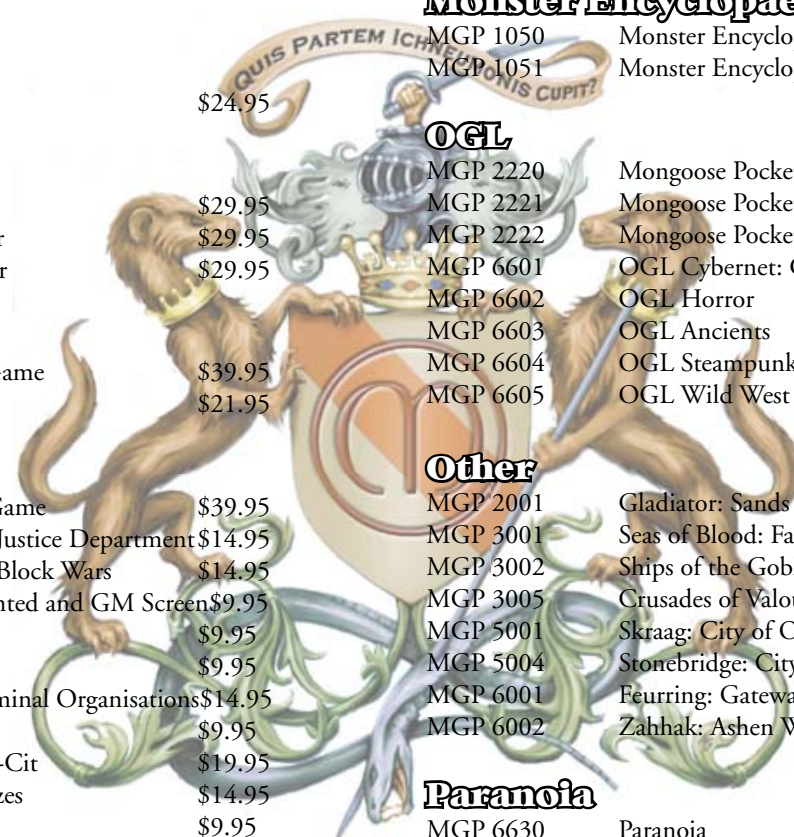 $24.95
$29.95
r $29.95
r $29.95
Game $39.95
$21.95
Game $39.95
Justice Department $14.95
Block Wars $14.95
nted and GM Screen $9.95
$9.95
$9.95
minal Organisations $14.95
$9.95
-Cit $19.95
zes $14.95
$9.95
QUIS PARTEM ICHNEUMONIS CUPIT?
Monster Encyclopae
MGP 1050 Monster Encyclo
MGP 1051 Monster Encyclo
OGL
MGP 2220 Mongoose Pocke
MGP 2221 Mongoose Pocke
MGP 2222 Mongoose Pocke
MGP 6601 OGL Cybernet: C
MGP 6602 OGL Horror
MGP 6603 OGL Ancients
MGP 6604 OGL Steampunk
MGP 6605 OGL Wild West
Other
MGP 2001 Gladiator: Sands
MGP 3001 Seas of Blood: Fa
MGP 3002 Ships of the Gob
MGP 3005 Crusades of Valou
MGP 5001 Skraag: City of O
MGP 5004 Stonebridge: City
MGP 6001 Feurring: Gatewa
MGP 6002 Zahhak: Ashen W
Paranoia
MGP 6630 Paranoia